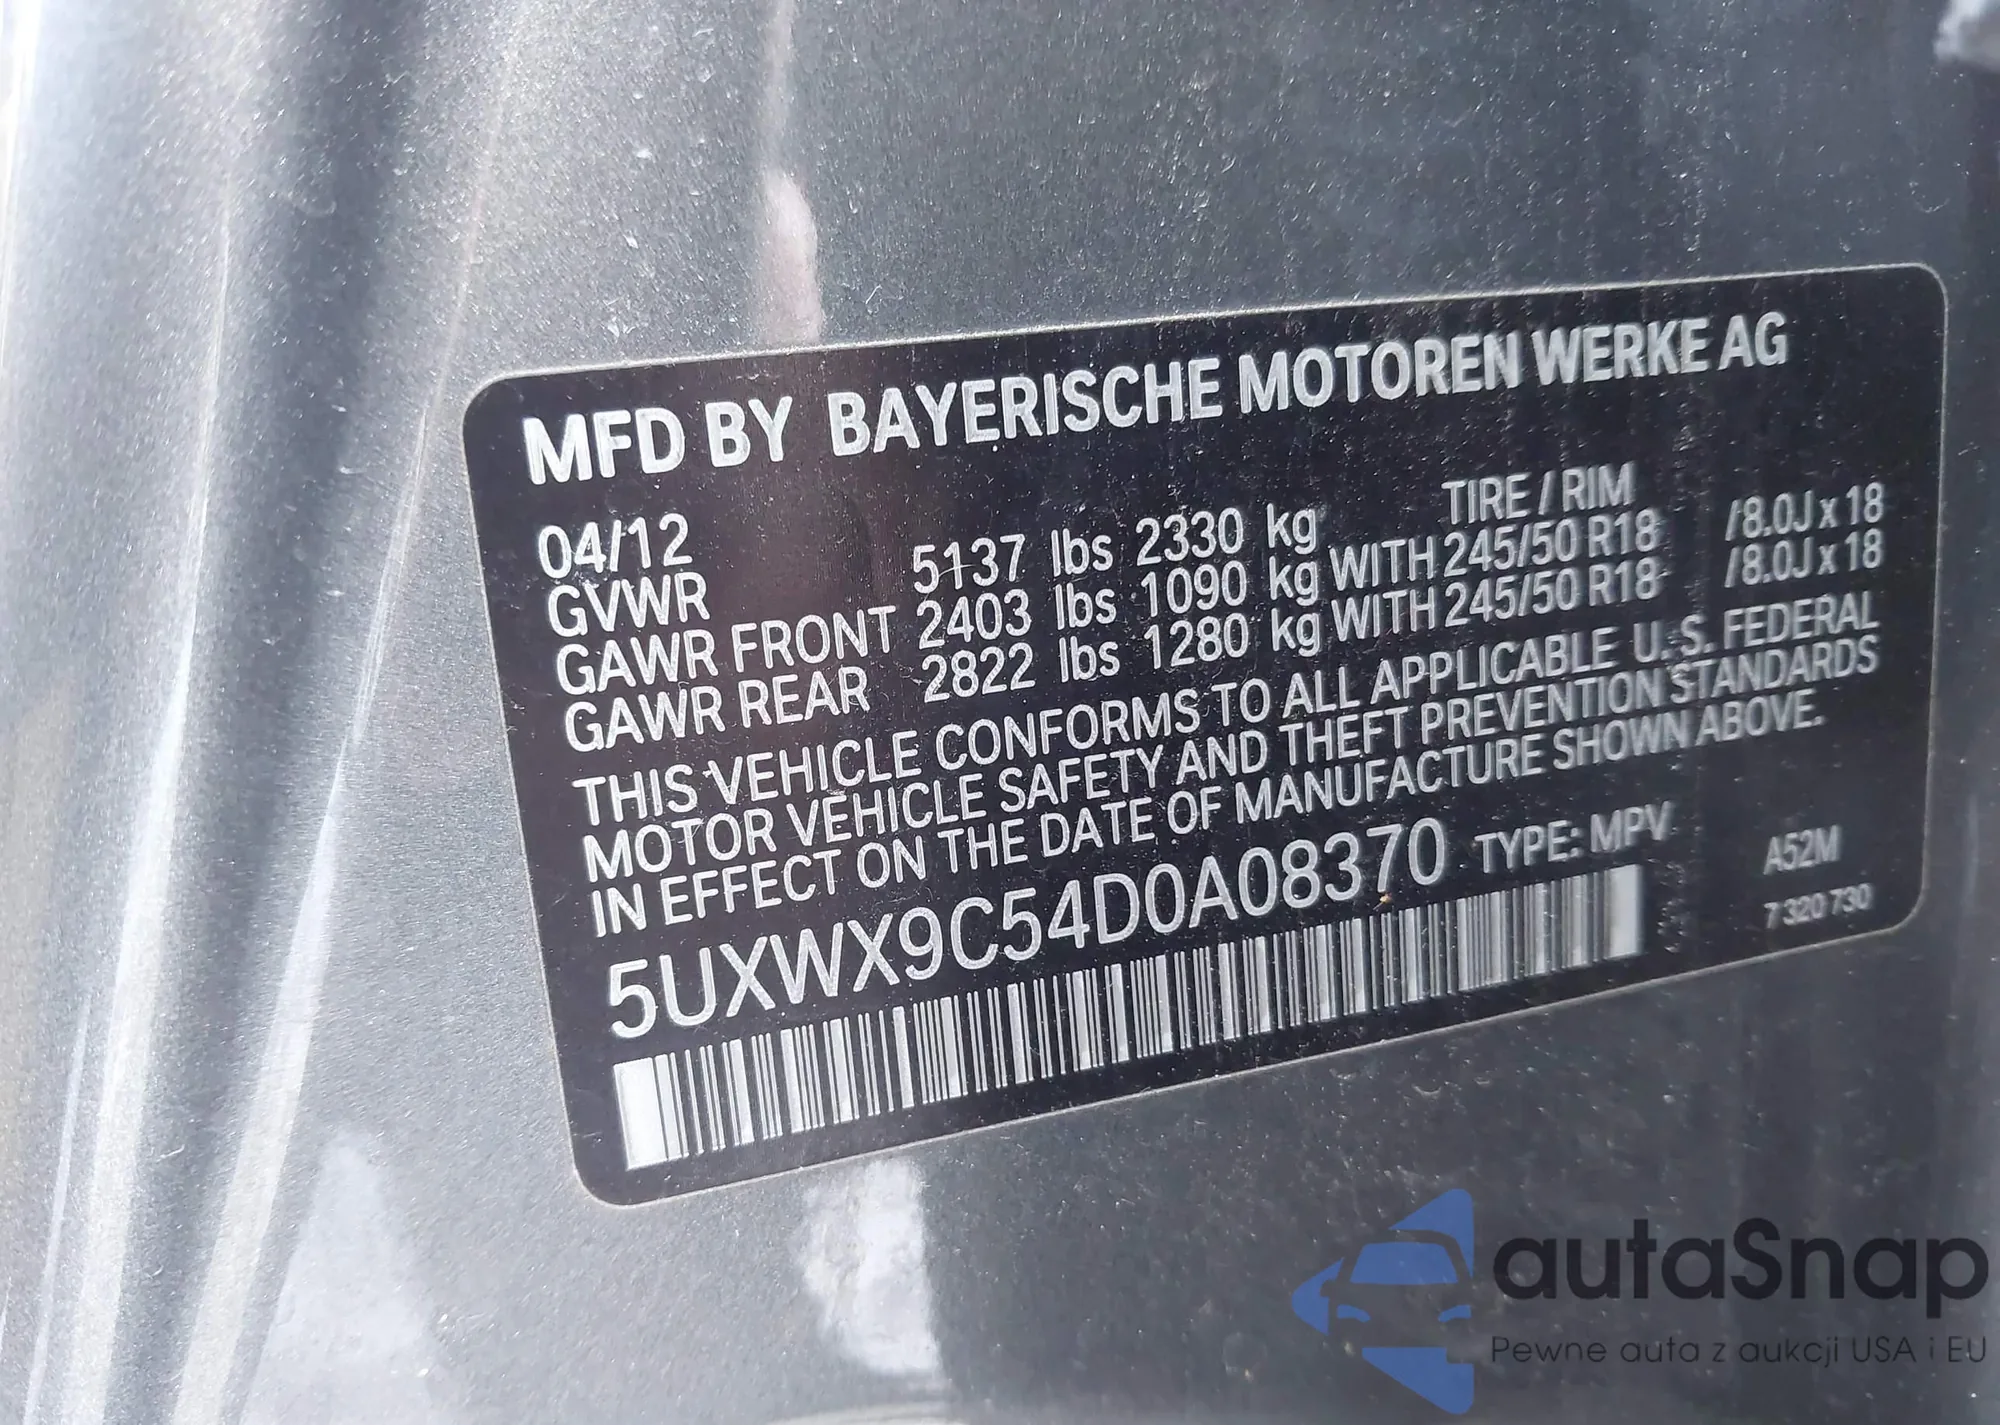 MFD BY BAYERISCHE MOTOREN WERKE AG
04/12 TIRE / RIM
GVWR 5137 lbs 2330 kg
GAWR FRONT 2403 lbs 1090 kg WITH 245/50 R18 /8.0J x 18
GAWR REAR 2822 lbs 1280 kg WITH 245/50 R18 /8.0J x 18
THIS VEHICLE CONFORMS TO ALL APPLICABLE U. S. FEDERAL
MOTOR VEHICLE SAFETY AND THEFT PREVENTION STANDARDS
IN EFFECT ON THE DATE OF MANUFACTURE SHOWN ABOVE.
5UXWX9C54D0A08370 TYPE: MPV
A52M
7 320 730
autaSnap
Pewne auta z aukcji USA i EU